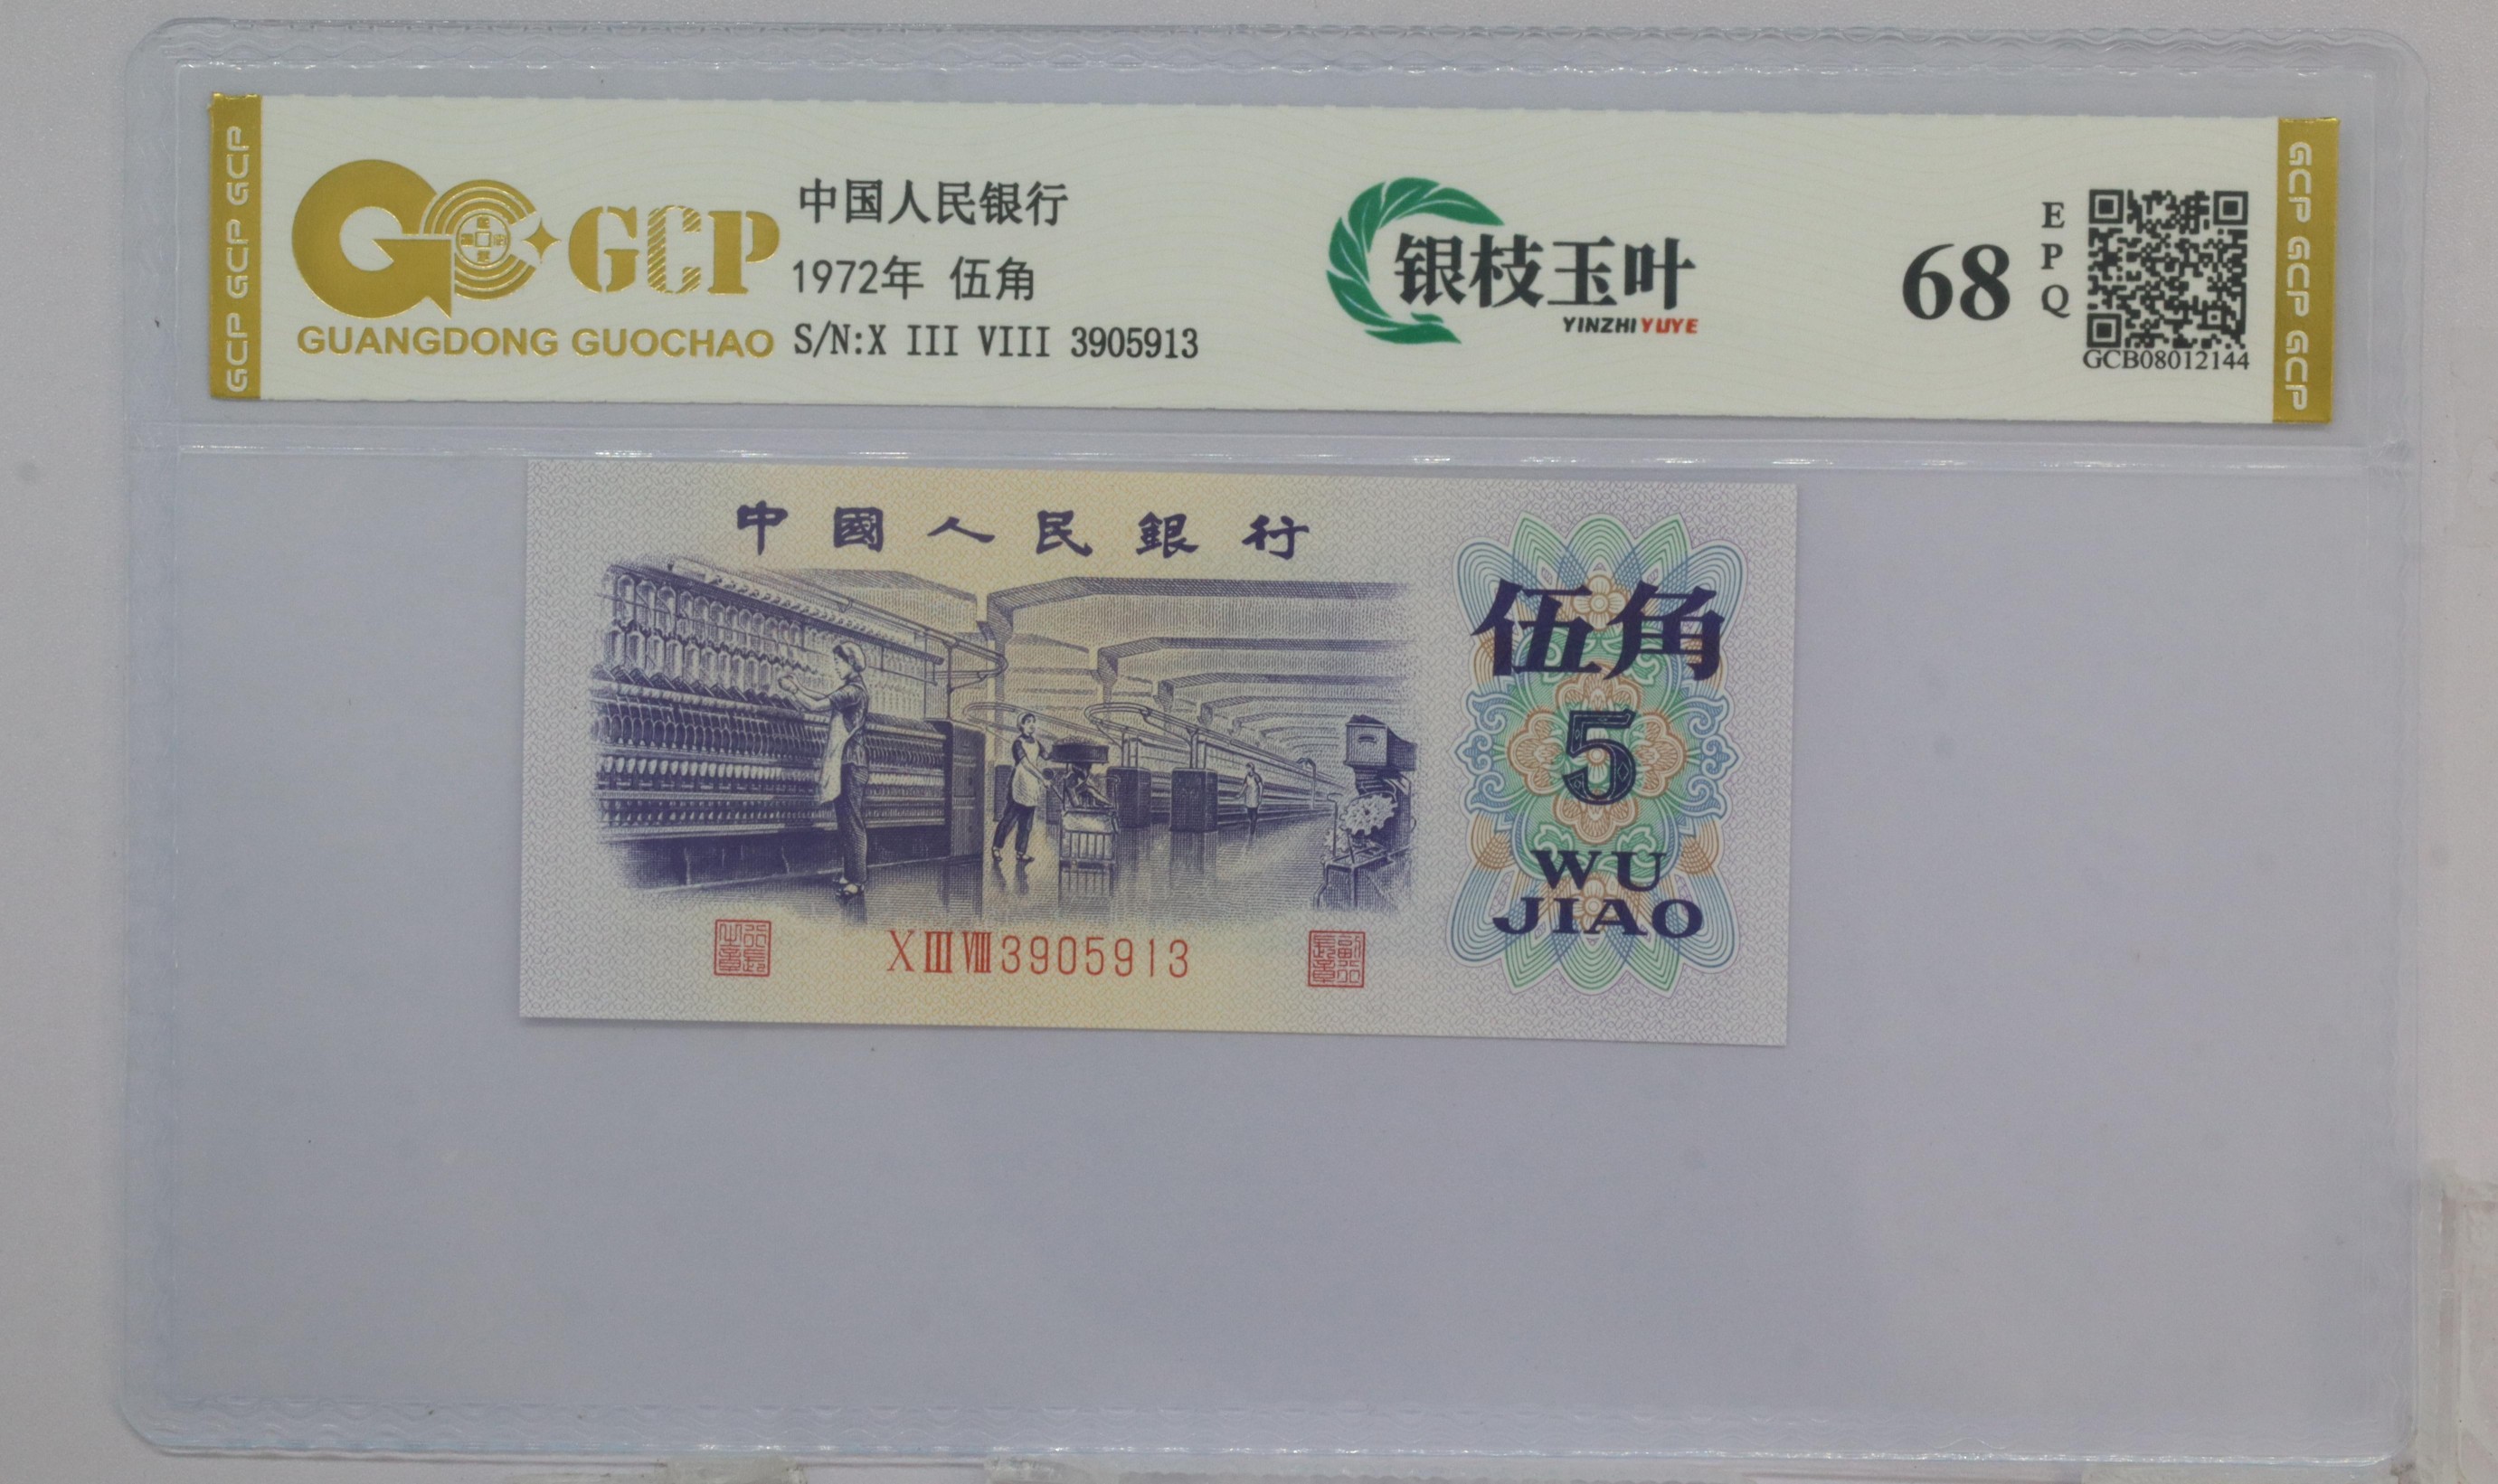 GCP GCP GCP
GCP
GUANGDONG GUOCHAO
中国人民银行
1972年 伍角
S/N:X III VIII 3905913
银枝玉叶
YINZHI YUYE
68
EPQ
GCB08012144
GCP GCP GCP
中國人民銀行
伍角
5
WU
JIAO
XIIIVIII3905913